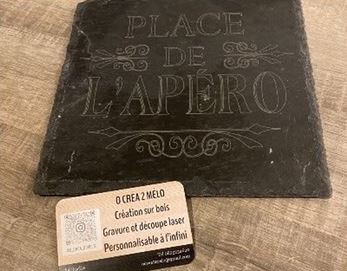 PLACE
DE
L'APÉRO
O CREA 2 MELO
Création sur bois
Gravure et découpe laser
Personnalisable à l'infini